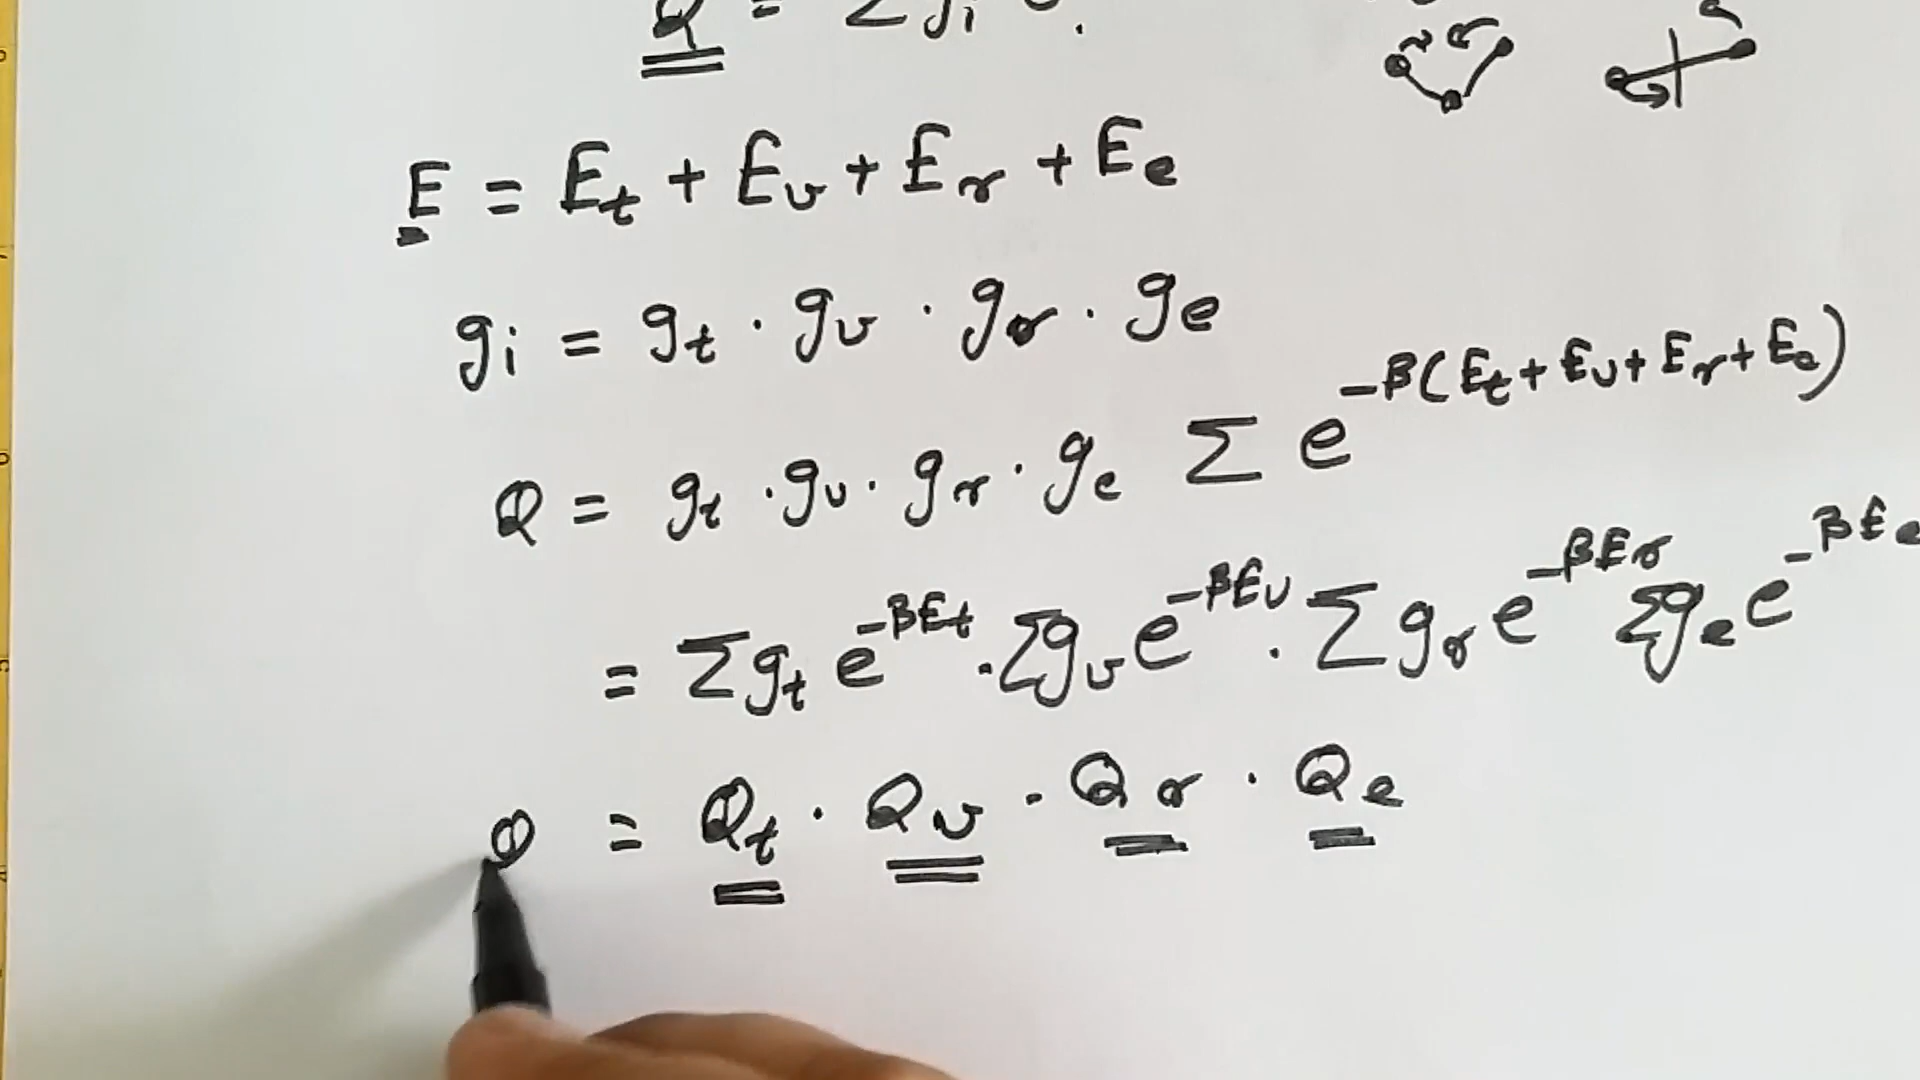 Q = Σ gi
E = Et + Ev + Er + Ee
gi = gt · gv · gr · ge
Q = gt · gv · gr · ge Σ e^-β(Et + Ev + Er + Ee)
= Σ gt e^-βEt · Σ gv e^-βEv · Σ gr e^-βEr Σ ge e^-βEe
Q = Qt · Qv · Qr · Qe